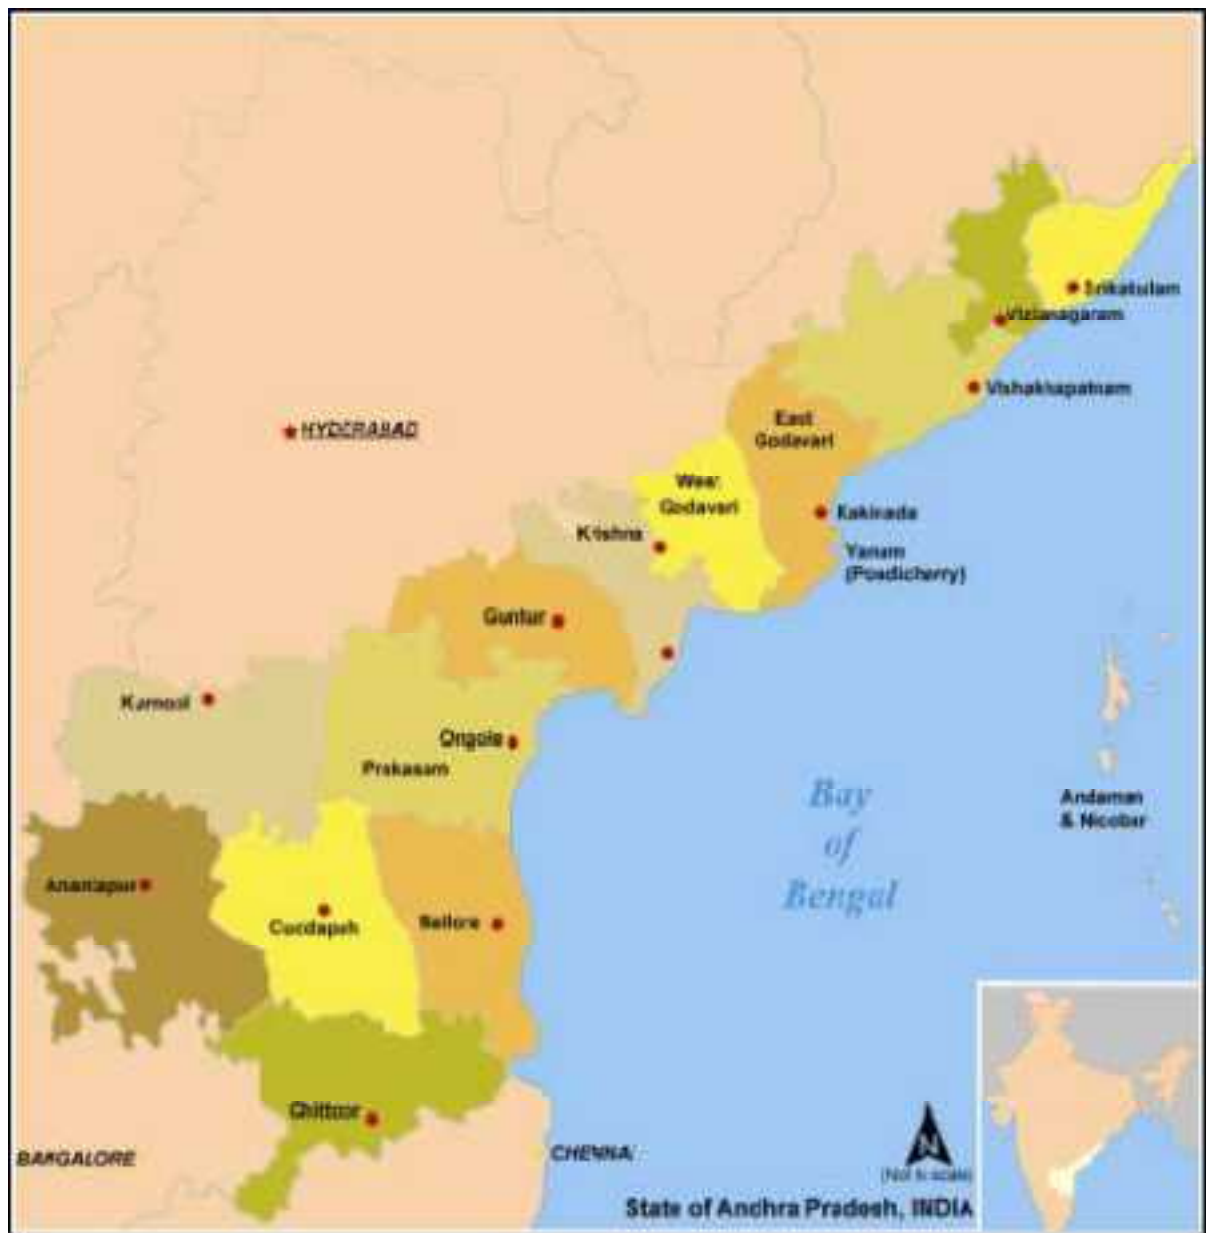 Srikakulam
Vizianagaram
Vishakhapatnam
HYDERABAD
East
Godavari
West
Godavari
Krishna
Kakinada
Yanam
(Pondicherry)
Guntur
Kurnool
Ongole
Prakasam
Bay
of
Bengal
Andaman
& Nicobar
Anantapur
Cuddapah
Nellore
Chittoor
BANGALORE
CHENNAI
N
(Not to scale)
State of Andhra Pradesh, INDIA